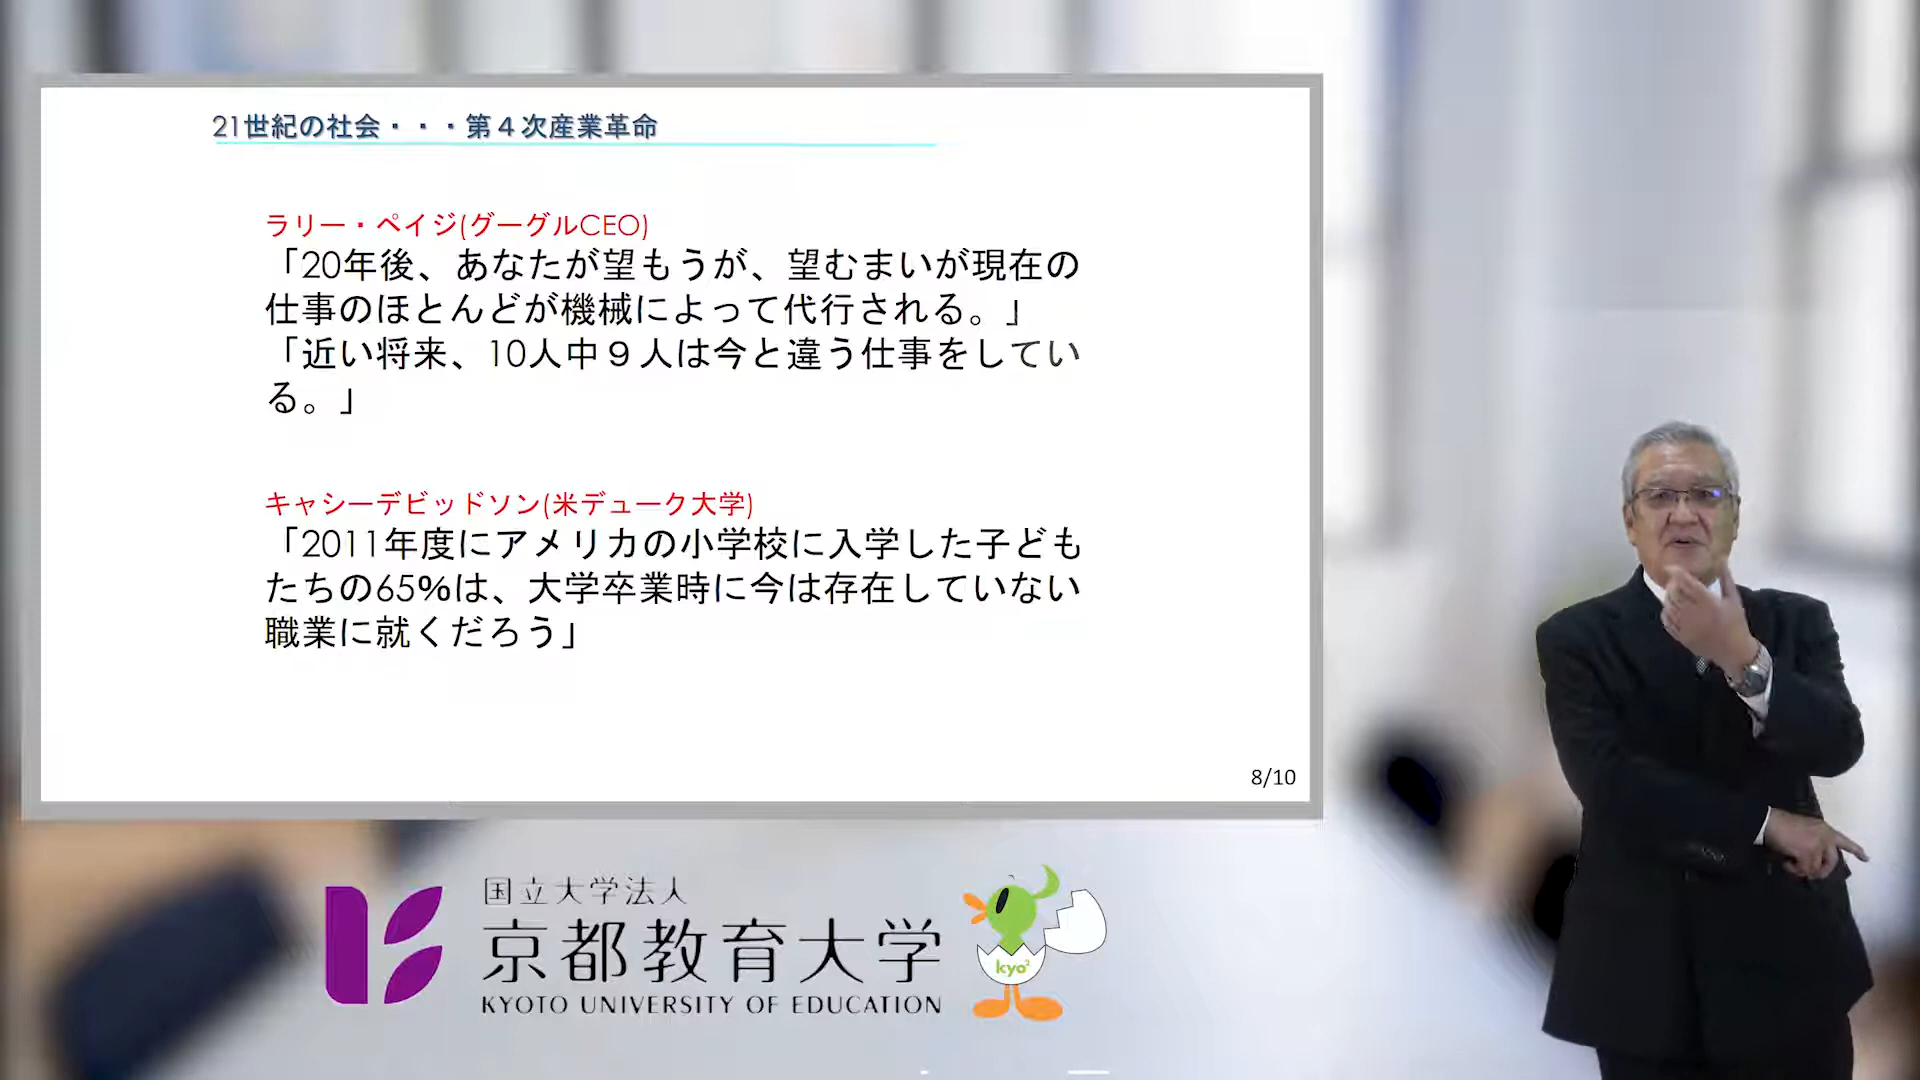 21世紀の社会・・・第４次産業革命
ラリー・ペイジ(グーグルCEO)
「20年後、あなたが望もうが、望むまいが現在の
仕事のほとんどが機械によって代行される。」
「近い将来、10人中９人は今と違う仕事をしてい
る。」
キャシーデビッドソン(米デューク大学)
「2011年度にアメリカの小学校に入学した子ども
たちの65%は、大学卒業時に今は存在していない
職業に就くだろう」
8/10
国立大学法人
京都教育大学
KYOTO UNIVERSITY OF EDUCATION
kyo²